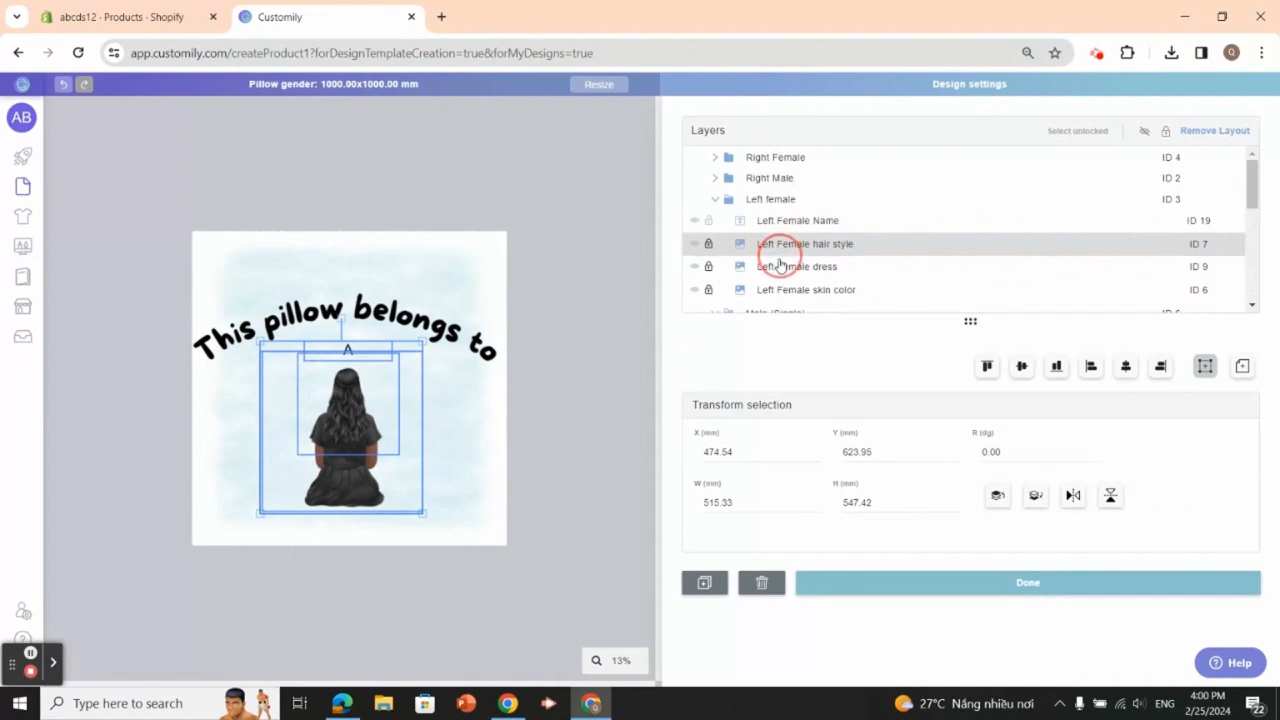 abcds12 · Products · Shopify
Customily
app.customily.com/createProduct1?forDesignTemplateCreation=true&forMyDesigns=true
Q
Pillow gender: 1000.00x1000.00 mm
Resize
Design settings
AB
Layers
Select unlocked
Remove Layout
Right Female
ID 4
Right Male
ID 2
Left female
ID 3
Left Female Name
ID 19
Left Female hair style
ID 7
Left Female dress
ID 9
Left Female skin color
ID 6
This pillow belongs to
A
Transform selection
X (mm)
Y (mm)
R (dg)
474.54
623.95
0.00
W (mm)
H (mm)
515.33
547.42
Done
13%
Help
Type here to search
27°C Nắng nhiều nơi
ENG
4:00 PM
2/25/2024
22